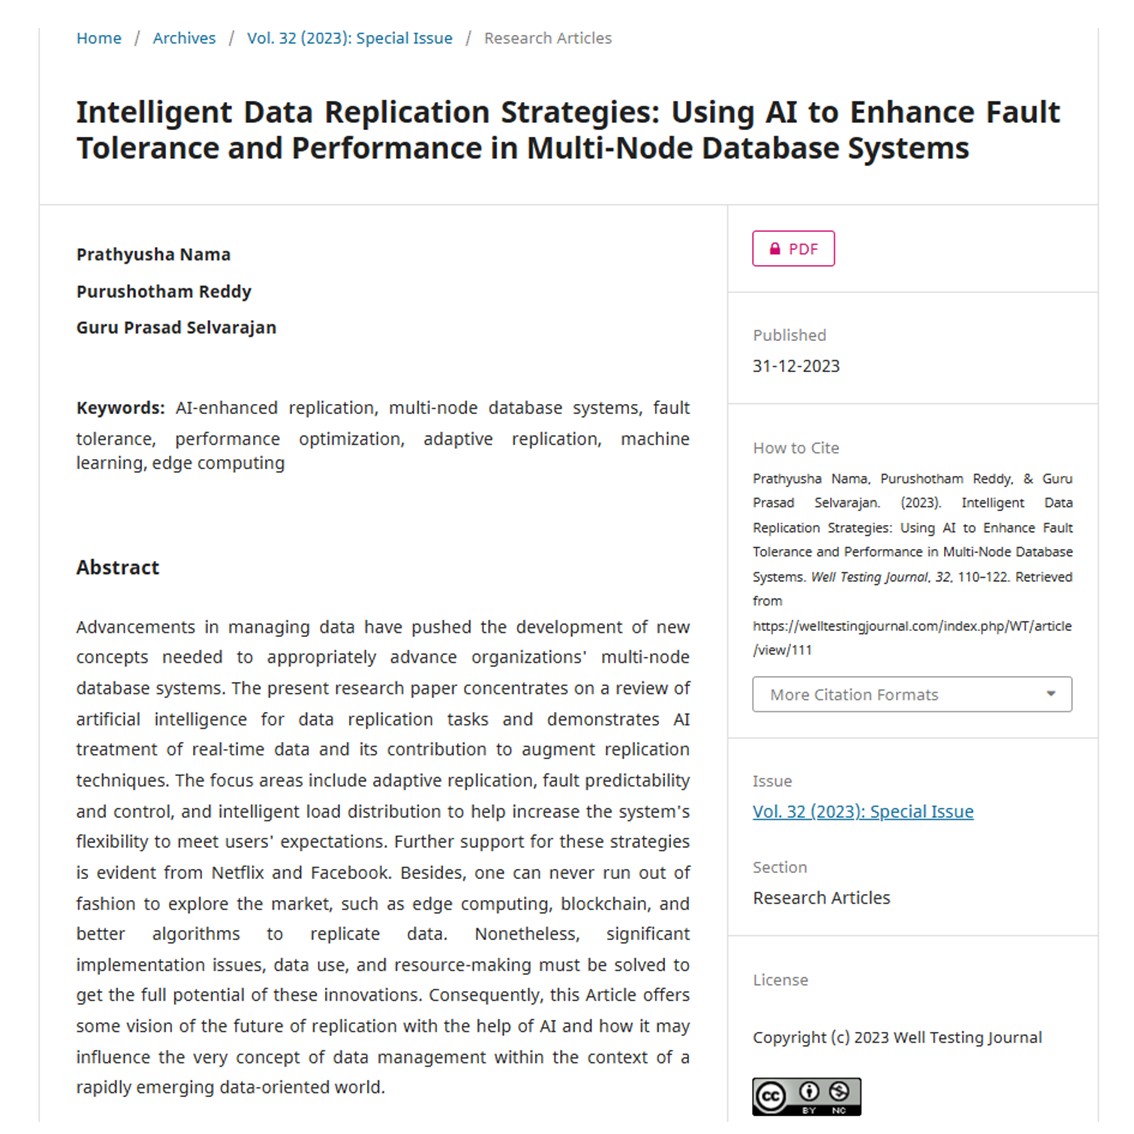 Home / Archives / Vol. 32 (2023): Special Issue / Research Articles
Intelligent Data Replication Strategies: Using AI to Enhance Fault
Tolerance and Performance in Multi-Node Database Systems
Prathyusha Nama
Purushotham Reddy
Guru Prasad Selvarajan
Keywords: AI-enhanced replication, multi-node database systems, fault
tolerance, performance optimization, adaptive replication, machine
learning, edge computing
Abstract
Advancements in managing data have pushed the development of new
concepts needed to appropriately advance organizations' multi-node
database systems. The present research paper concentrates on a review of
artificial intelligence for data replication tasks and demonstrates AI
treatment of real-time data and its contribution to augment replication
techniques. The focus areas include adaptive replication, fault predictability
and control, and intelligent load distribution to help increase the system's
flexibility to meet users' expectations. Further support for these strategies
is evident from Netflix and Facebook. Besides, one can never run out of
fashion to explore the market, such as edge computing, blockchain, and
better algorithms to replicate data. Nonetheless, significant
implementation issues, data use, and resource-making must be solved to
get the full potential of these innovations. Consequently, this Article offers
some vision of the future of replication with the help of AI and how it may
influence the very concept of data management within the context of a
rapidly emerging data-oriented world.
PDF
Published
31-12-2023
How to Cite
Prathyusha Nama, Purushotham Reddy, & Guru
Prasad Selvarajan. (2023). Intelligent Data
Replication Strategies: Using AI to Enhance Fault
Tolerance and Performance in Multi-Node Database
Systems. Well Testing Journal, 32, 110–122. Retrieved
from
https://welltestingjournal.com/index.php/WT/article
/view/111
More Citation Formats
Issue
Vol. 32 (2023): Special Issue
Section
Research Articles
License
Copyright (c) 2023 Well Testing Journal
cc BY NC